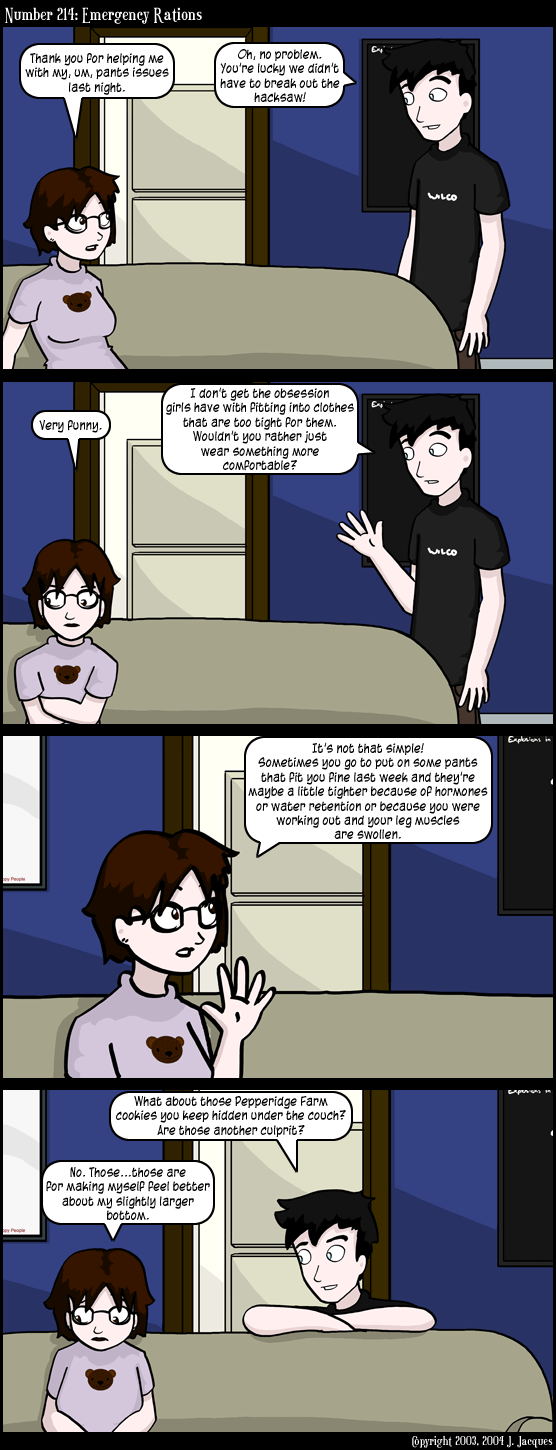 Number 214: Emergency Rations
Thank you for helping me
with my, um, pants issues
last night.
Oh, no problem.
You're lucky we didn't
have to break out the
hacksaw!
WILCO
Very funny.
I don't get the obsession
girls have with fitting into clothes
that are too tight for them.
Wouldn't you rather just
wear something more
comfortable?
WILCO
It's not that simple!
Sometimes you go to put on some pants
that fit you fine last week and they're
maybe a little tighter because of hormones
or water retention or because you were
working out and your leg muscles
are swollen.
Explosions in
ppy People
What about those Pepperidge Farm
cookies you keep hidden under the couch?
Are those another culprit?
No. Those...those are
for making myself feel better
about my slightly larger
bottom.
ppy People
Copyright 2003, 2004 J. Jacques